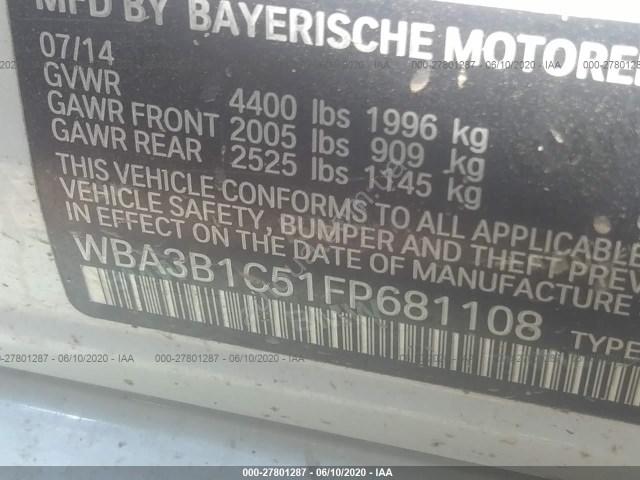 MFD BY BAYERISCHE MOTOREN
07/14
GVWR 4400 lbs 1996 kg
GAWR FRONT 2005 lbs 909 kg
GAWR REAR 2525 lbs 1145 kg
THIS VEHICLE CONFORMS TO ALL APPLICABLE
VEHICLE SAFETY, BUMPER AND THEFT PREV
IN EFFECT ON THE DATE OF MANUFACTURE
WBA3B1C51FP681108 TYPE
000-27801287 - 06/10/2020 - IAA